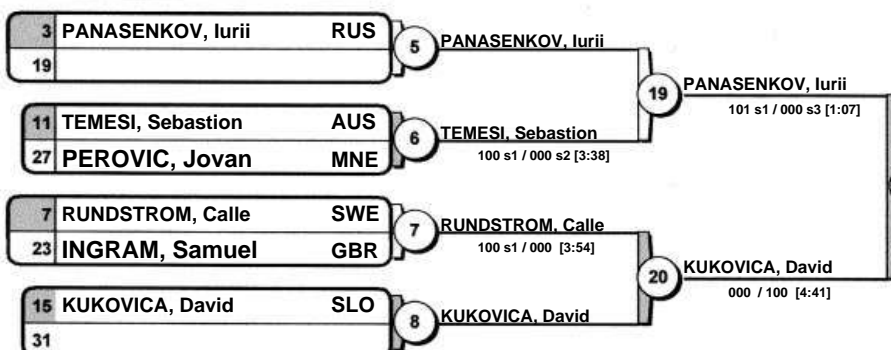 3 PANASENKOV, Iurii RUS
19
5
PANASENKOV, Iurii
11 TEMESI, Sebastion AUS
27 PEROVIC, Jovan MNE
6
TEMESI, Sebastion
100 s1 / 000 s2 [3:38]
19
PANASENKOV, Iurii
101 s1 / 000 s3 [1:07]
7 RUNDSTROM, Calle SWE
23 INGRAM, Samuel GBR
7
RUNDSTROM, Calle
100 s1 / 000 [3:54]
15 KUKOVICA, David SLO
31
8
KUKOVICA, David
20
KUKOVICA, David
000 / 100 [4:41]